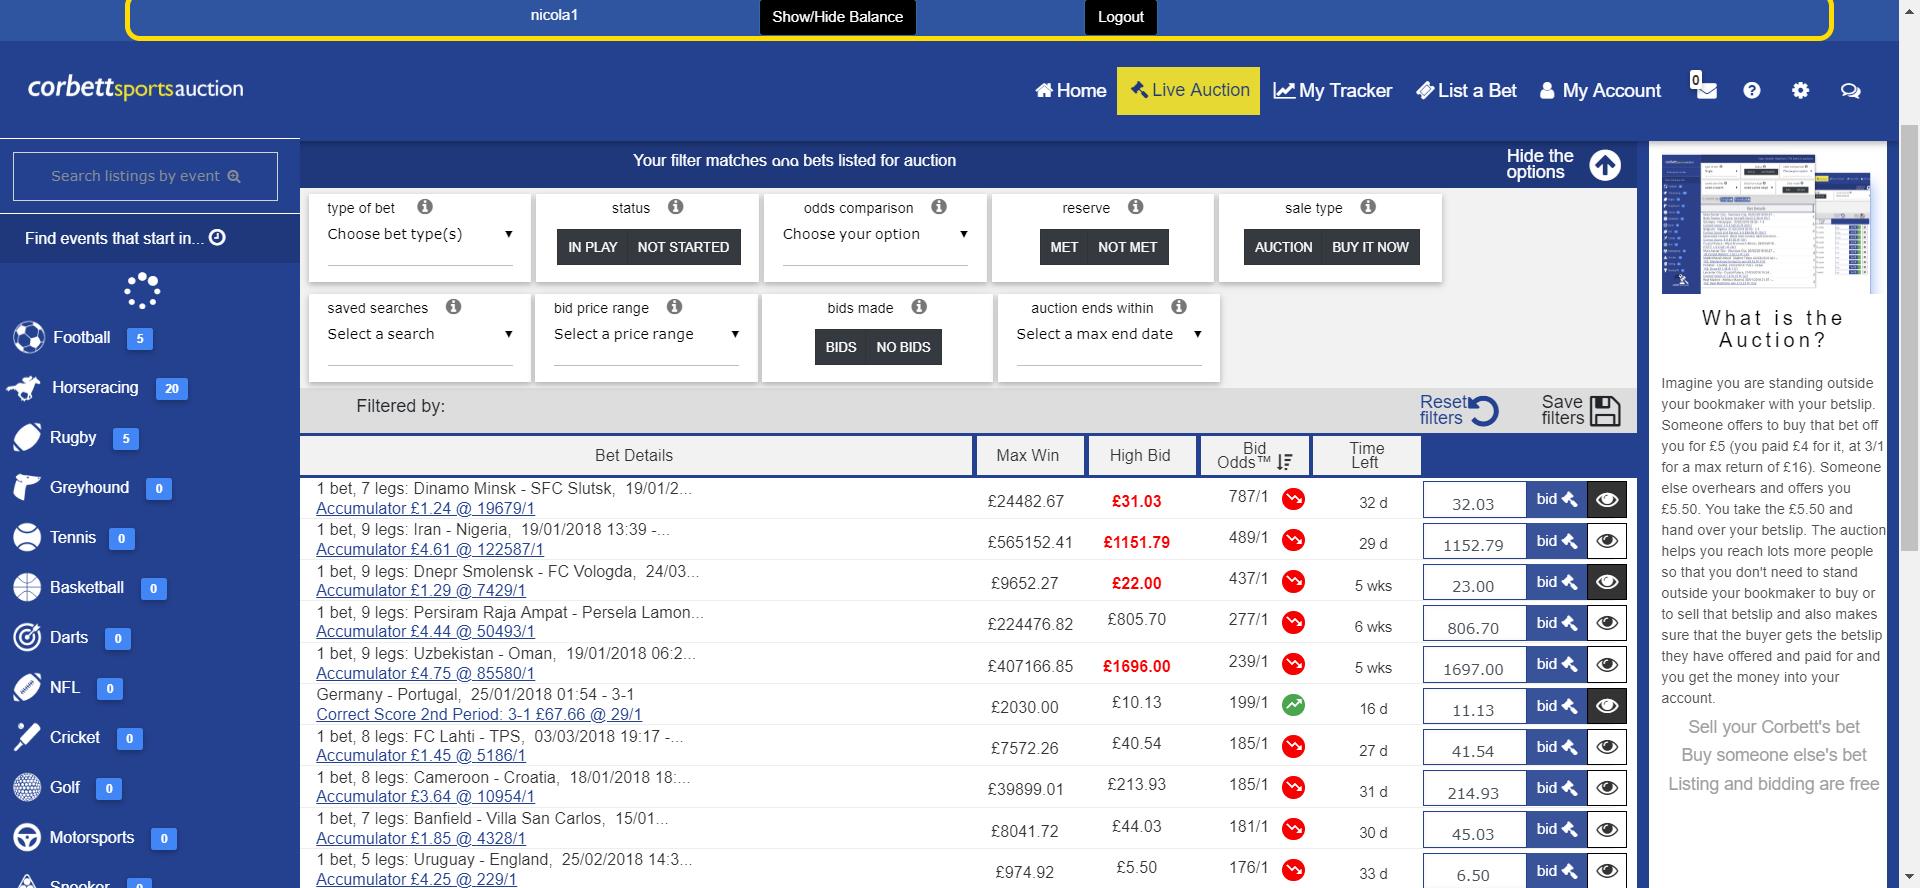 nicola1
Show/Hide Balance
Logout
corbettsportsauction
Home
Live Auction
My Tracker
List a Bet
My Account
0
Search listings by event
Find events that start in...
Football 5
Horseracing 20
Rugby 5
Greyhound 0
Tennis 0
Basketball 0
Darts 0
NFL 0
Cricket 0
Golf 0
Motorsports 0
Snooker 0
Your filter matches bets listed for auction
Hide the
options
type of bet
Choose bet type(s)
status
IN PLAY NOT STARTED
odds comparison
Choose your option
reserve
MET NOT MET
sale type
AUCTION BUY IT NOW
saved searches
Select a search
bid price range
Select a price range
bids made
BIDS NO BIDS
auction ends within
Select a max end date
Filtered by:
Reset
filters
Save
filters
Bet Details
Max Win
High Bid
Bid
Odds™
Time
Left
1 bet, 7 legs: Dinamo Minsk - SFC Slutsk, 19/01/2...
Accumulator £1.24 @ 19679/1
£24482.67 £31.03 787/1 32 d 32.03 bid
1 bet, 9 legs: Iran - Nigeria, 19/01/2018 13:39 -...
Accumulator £4.61 @ 122587/1
£565152.41 £1151.79 489/1 29 d 1152.79 bid
1 bet, 9 legs: Dnepr Smolensk - FC Vologda, 24/03...
Accumulator £1.29 @ 7429/1
£9652.27 £22.00 437/1 5 wks 23.00 bid
1 bet, 9 legs: Persiram Raja Ampat - Persela Lamon...
Accumulator £4.44 @ 50493/1
£224476.82 £805.70 277/1 6 wks 806.70 bid
1 bet, 9 legs: Uzbekistan - Oman, 19/01/2018 06:2...
Accumulator £4.75 @ 85580/1
£407166.85 £1696.00 239/1 5 wks 1697.00 bid
Germany - Portugal, 25/01/2018 01:54 - 3-1
Correct Score 2nd Period: 3-1 £67.66 @ 29/1
£2030.00 £10.13 199/1 16 d 11.13 bid
1 bet, 8 legs: FC Lahti - TPS, 03/03/2018 19:17 -...
Accumulator £1.45 @ 5186/1
£7572.26 £40.54 185/1 27 d 41.54 bid
1 bet, 8 legs: Cameroon - Croatia, 18/01/2018 18:...
Accumulator £3.64 @ 10954/1
£39899.01 £213.93 185/1 31 d 214.93 bid
1 bet, 7 legs: Banfield - Villa San Carlos, 15/01...
Accumulator £1.85 @ 4328/1
£8041.72 £44.03 181/1 30 d 45.03 bid
1 bet, 5 legs: Uruguay - England, 25/02/2018 14:3...
Accumulator £4.25 @ 229/1
£974.92 £5.50 176/1 33 d 6.50 bid
What is the
Auction?
Imagine you are standing outside
your bookmaker with your betslip.
Someone offers to buy that bet off
you for £5 (you paid £4 for it, at 3/1
for a max return of £16). Someone
else overhears and offers you
£5.50. You take the £5.50 and
hand over your betslip. The auction
helps you reach lots more people
so that you don't need to stand
outside your bookmaker to buy or
to sell that betslip and also makes
sure that the buyer gets the betslip
they have offered and paid for and
you get the money into your
account.
Sell your Corbett's bet
Buy someone else's bet
Listing and bidding are free